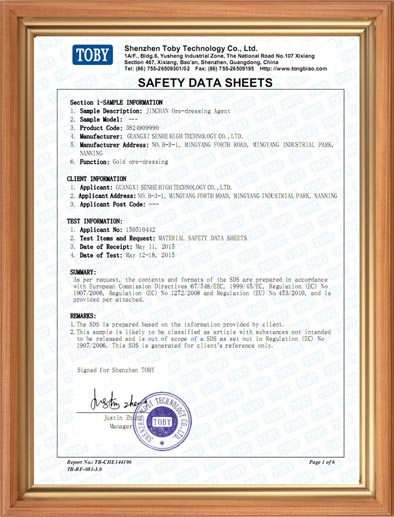 TOBY
Shenzhen Toby Technology Co., Ltd.
1A/F., Bldg.6, Yusheng Industrial Zone, The National Road No.107 Xixiang
Section 467, Xixiang, Bao'an, Shenzhen, Guangdong, China
Tel: (86) 755-26509301/02 Fax: (86) 755-26509195 Http://www.tongbiao.com
SAFETY DATA SHEETS
Section 1-SAMPLE INFORMATION
1. Sample Description: JINCHAN Ore-dressing Agent
2. Sample Model: ---
3. Product Code: 3824909990
4. Manufacturer: GUANGXI SENHE HIGH TECHNOLOGY CO., LTD.
5. Manufacturer Address: NO.B-3-1, MINGYANG FORTH ROAD, MINGYANG INDUSTRIAL PARK,
NANNING
6. Function: Gold ore-dressing
CLIENT INFORMATION
1. Applicant: GUANGXI SENHE HIGH TECHNOLOGY CO., LTD.
2. Applicant Address: NO.B-3-1, MINGYANG FORTH ROAD, MINGYANG INDUSTRIAL PARK, NANNING
3. Applicant Post Code: ---
TEST INFORMATION:
1. Applicant No: 150510442
2. Test Items and Request: MATERIAL SAFETY DATA SHEETS
3. Date of Receipt: May 11, 2015
4. Date of Test: May 12-18, 2015
SUMMARY:
As per request, the contents and formats of the SDS are prepared in accordance
with European Commission Directives 67/548/EEC, 1999/45/EC, Regulation (EC) No
1907/2006, Regulation (EC) No 1272/2008 and Regulation (EU) No 453/2010, and is
provided per attached.
REMARKS:
1. The SDS is prepared based on the information provided by client.
2. This sample is likely to be classified as article with substances not intended
to be released and is out of scope of a SDS as set out in Regulation (EC) No
1907/2006. This SDS is generated for client's reference only.
Signed for Shenzhen TOBY
Justin
Manager
SHENZHEN TOBY TECHNOLOGY CO.,LTD.
TOBY
Report No.: TB-CHE144190
TB-RF-081-3.0
Page 1 of 6